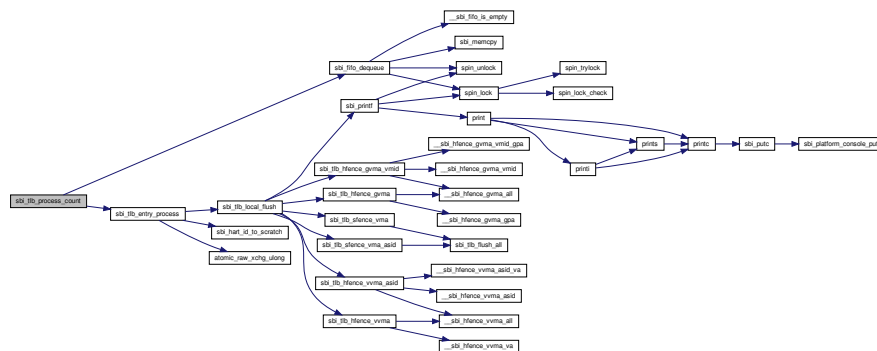 __sbi_fifo_is_empty
sbi_memcpy
sbi_fifo_dequeue
spin_unlock
spin_trylock
spin_lock
spin_lock_check
sbi_printf
print
prints
printc
sbi_putc
sbi_platform_console_put
printi
__sbi_hfence_gvma_vmid_gpa
sbi_tlb_hfence_gvma_vmid
__sbi_hfence_gvma_vmid
sbi_tlb_hfence_gvma
__sbi_hfence_gvma_all
sbi_tlb_process_count
sbi_tlb_entry_process
sbi_tlb_local_flush
sbi_tlb_sfence_vma
__sbi_hfence_gvma_gpa
sbi_hart_id_to_scratch
sbi_tlb_sfence_vma_asid
sbi_tlb_flush_all
atomic_raw_xchg_ulong
__sbi_hfence_vvma_asid_va
sbi_tlb_hfence_vvma_asid
__sbi_hfence_vvma_asid
sbi_tlb_hfence_vvma
__sbi_hfence_vvma_all
__sbi_hfence_vvma_va